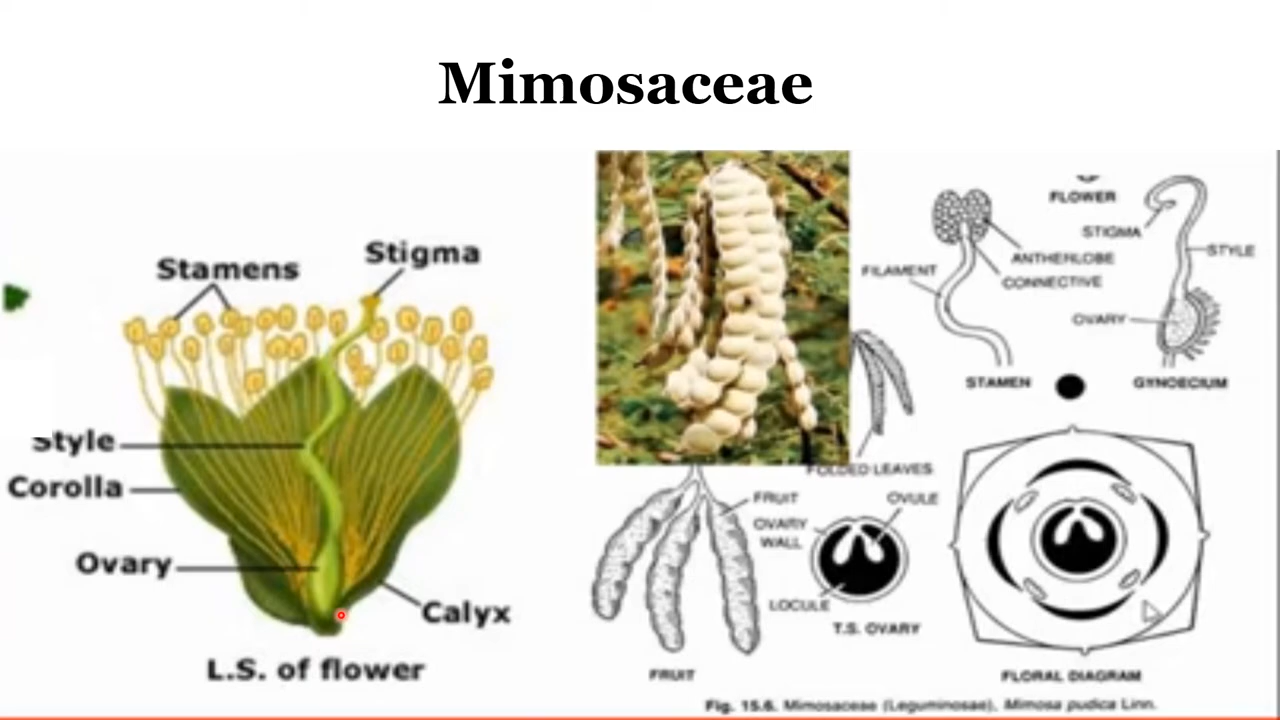 Mimosaceae
Stamens
Stigma
Style
Corolla
Ovary
Calyx
L.S. of flower
FLOWER
STIGMA
STYLE
ANTHERLOBE
FILAMENT
CONNECTIVE
OVARY
STAMEN
GYNOECIUM
FOLDED LEAVES
FRUIT
OVULE
OVARY
WALL
LOCULE
T.S. OVARY
FRUIT
FLORAL DIAGRAM
Fig. 15.6. Mimosaceae (Leguminosae), Mimosa pudica Linn.